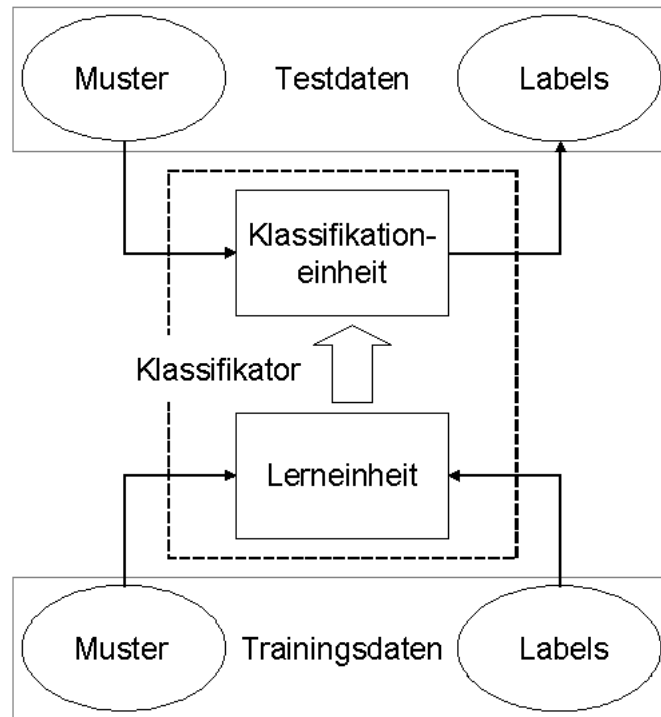 Muster Testdaten Labels
Klassifikation-
einheit
Klassifikator
Lerneinheit
Muster Trainingsdaten Labels